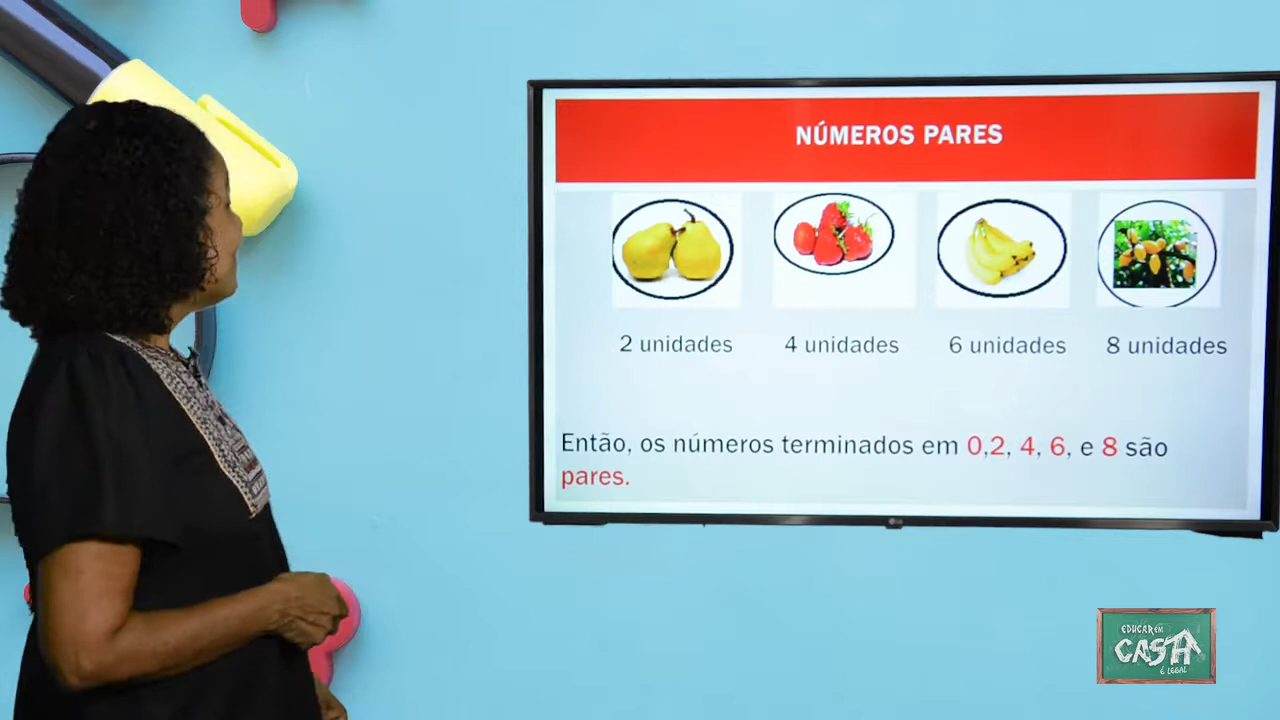 NÚMEROS PARES
2 unidades
4 unidades
6 unidades
8 unidades
Então, os números terminados em 0,2, 4, 6, e 8 são
pares.
LG
EDUCAR EM
CASA
É LEGAL